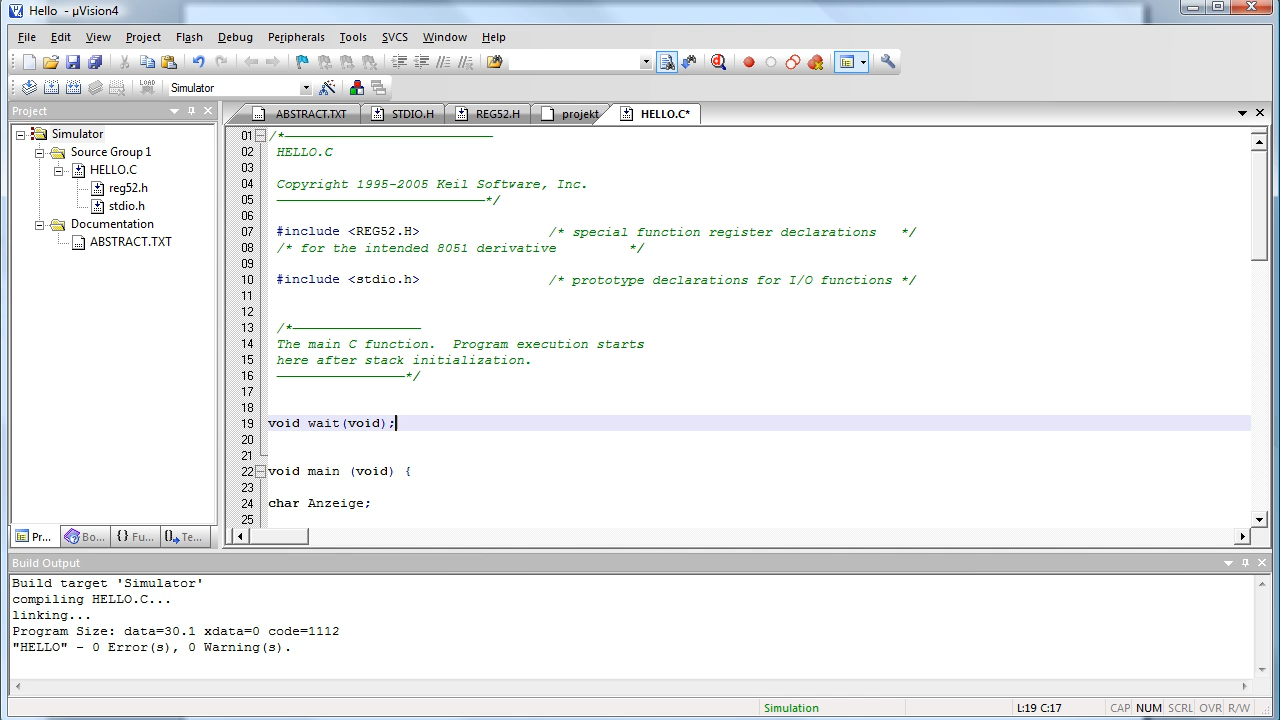 Hello  - µVision4
File Edit View Project Flash Debug Peripherals Tools SVCS Window Help
LOAD Simulator
Project
ABSTRACT.TXT STDIO.H REG52.H projekt HELLO.C*
Simulator
Source Group 1
HELLO.C
reg52.h
stdio.h
Documentation
ABSTRACT.TXT
01 /*--------------------------
02 HELLO.C
03
04 Copyright 1995-2005 Keil Software, Inc.
05 --------------------------*/
06
07 #include <REG52.H> /* special function register declarations */
08 /* for the intended 8051 derivative */
09
10 #include <stdio.h> /* prototype declarations for I/O functions */
11
12
13 /*----------------
14 The main C function.  Program execution starts
15 here after stack initialization.
16 ----------------*/
17
18
19 void wait(void);
20
21
22 void main (void) {
23
24 char Anzeige;
25
Pr... Bo... {} Fu... Te...
Build Output
Build target 'Simulator'
compiling HELLO.C...
linking...
Program Size: data=30.1 xdata=0 code=1112
"HELLO" - 0 Error(s), 0 Warning(s).
Simulation L:19 C:17 CAP NUM SCRL OVR R/W